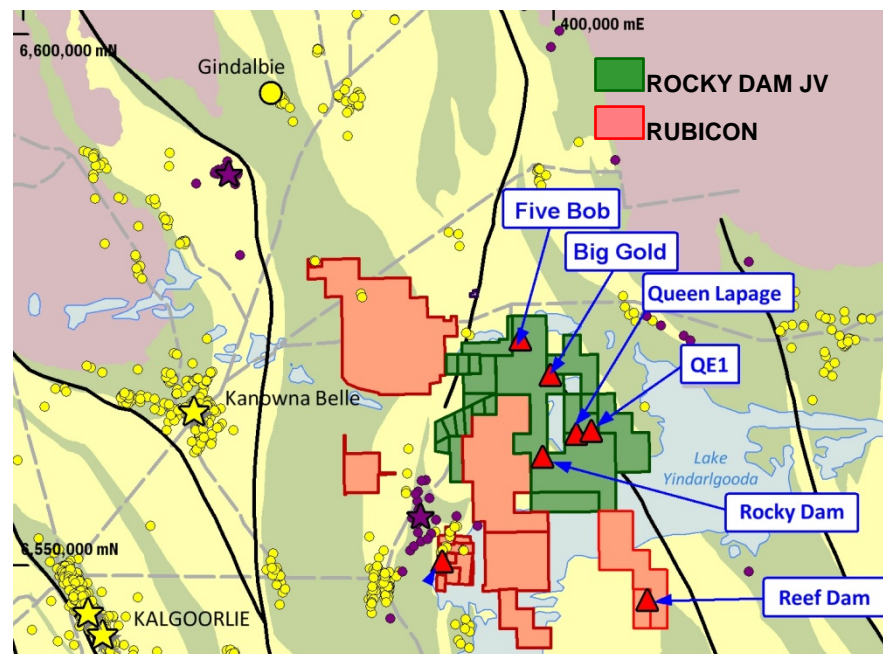 400,000 mE
6,600,000 mN
Gindalbie
ROCKY DAM JV
RUBICON
Five Bob
Big Gold
Queen Lapage
QE1
Kanowna Belle
Lake
Yindarlgooda
Rocky Dam
6,550,000 mN
Reef Dam
KALGOORLIE